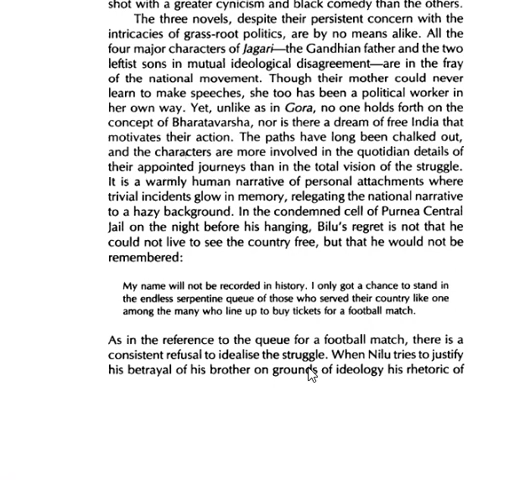 shot with a greater cynicism and black comedy than the others.
The three novels, despite their persistent concern with the
intricacies of grass-root politics, are by no means alike. All the
four major characters of Jagari—the Gandhian father and the two
leftist sons in mutual ideological disagreement—are in the fray
of the national movement. Though their mother could never
learn to make speeches, she too has been a political worker in
her own way. Yet, unlike as in Gora, no one holds forth on the
concept of Bharatavarsha, nor is there a dream of free India that
motivates their action. The paths have long been chalked out,
and the characters are more involved in the quotidian details of
their appointed journeys than in the total vision of the struggle.
It is a warmly human narrative of personal attachments where
trivial incidents glow in memory, relegating the national narrative
to a hazy background. In the condemned cell of Purnea Central
Jail on the night before his hanging, Bilu's regret is not that he
could not live to see the country free, but that he would not be
remembered:
My name will not be recorded in history. I only got a chance to stand in
the endless serpentine queue of those who served their country like one
among the many who line up to buy tickets for a football match.
As in the reference to the queue for a football match, there is a
consistent refusal to idealise the struggle. When Nilu tries to justify
his betrayal of his brother on grounds of ideology his rhetoric of